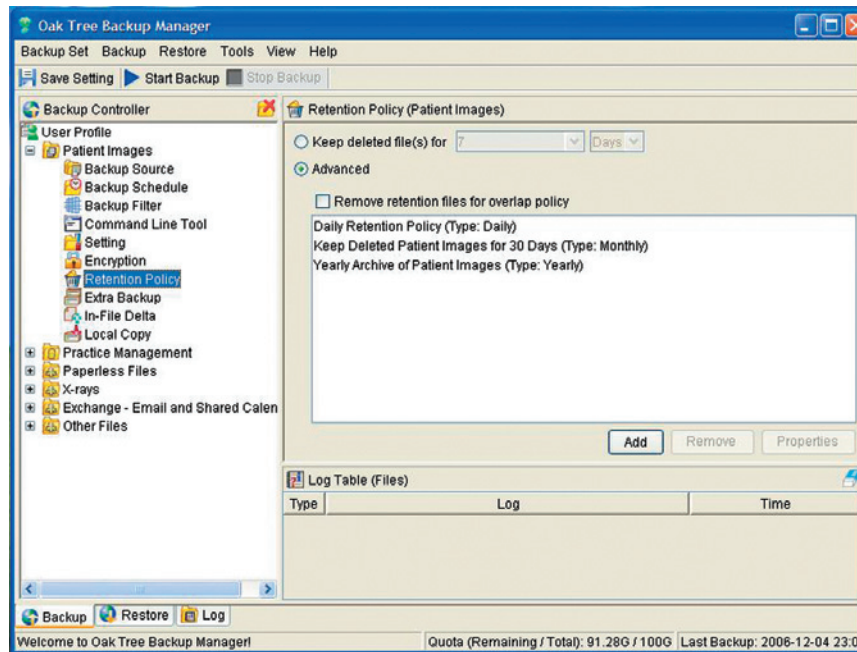 Oak Tree Backup Manager
Backup Set Backup Restore Tools View Help
Save Setting Start Backup Stop Backup
Backup Controller
User Profile
Patient Images
Backup Source
Backup Schedule
Backup Filter
Command Line Tool
Setting
Encryption
Retention Policy
Extra Backup
In-File Delta
Local Copy
Practice Management
Paperless Files
X-rays
Exchange - Email and Shared Calen
Other Files
Retention Policy (Patient Images)
Keep deleted file(s) for 7 Days
Advanced
Remove retention files for overlap policy
Daily Retention Policy (Type: Daily)
Keep Deleted Patient Images for 30 Days (Type: Monthly)
Yearly Archive of Patient Images (Type: Yearly)
Add Remove Properties
Log Table (Files)
Type Log Time
Backup Restore Log
Welcome to Oak Tree Backup Manager! Quota (Remaining / Total): 91.28G / 100G Last Backup: 2006-12-04 23:0